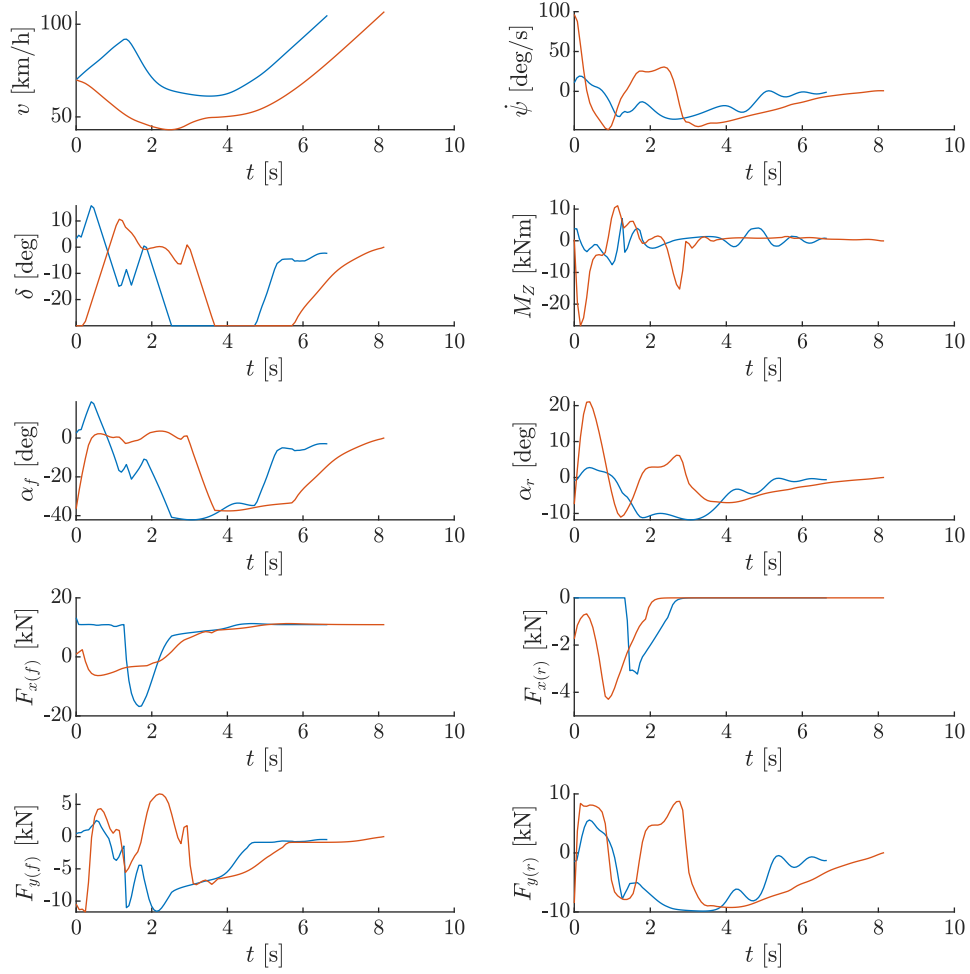 100
50
v [km/h]
0 2 4 6 8 10
t [s]
100
50
0
ψ̇ [deg/s]
0 2 4 6 8 10
t [s]
10
0
-10
-20
δ [deg]
0 2 4 6 8 10
t [s]
10
0
-10
-20
M_Z [kNm]
0 2 4 6 8 10
t [s]
0
-20
-40
α_f [deg]
0 2 4 6 8 10
t [s]
20
10
0
-10
α_r [deg]
0 2 4 6 8 10
t [s]
20
0
-20
F_x(f) [kN]
0 2 4 6 8 10
t [s]
0
-2
-4
F_x(r) [kN]
0 2 4 6 8 10
t [s]
5
0
-5
-10
F_y(f) [kN]
0 2 4 6 8 10
t [s]
10
0
-10
F_y(r) [kN]
0 2 4 6 8 10
t [s]